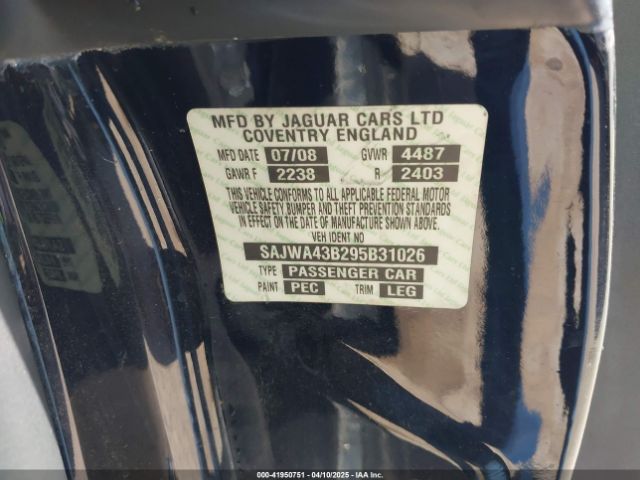 MFD BY JAGUAR CARS LTD
COVENTRY ENGLAND
MFD DATE 07/08 GVWR 4487
GAWR F 2238 R 2403
THIS VEHICLE CONFORMS TO ALL APPLICABLE FEDERAL MOTOR
VEHICLE SAFETY, BUMPER AND THEFT PREVENTION STANDARDS
IN EFFECT ON THE DATE OF MANUFACTURE SHOWN ABOVE.
VEH IDENT NO
SAJWA43B295B31026
TYPE PASSENGER CAR
PAINT PEC TRIM LEG
000-41950751 - 04/10/2025 - IAAI.com